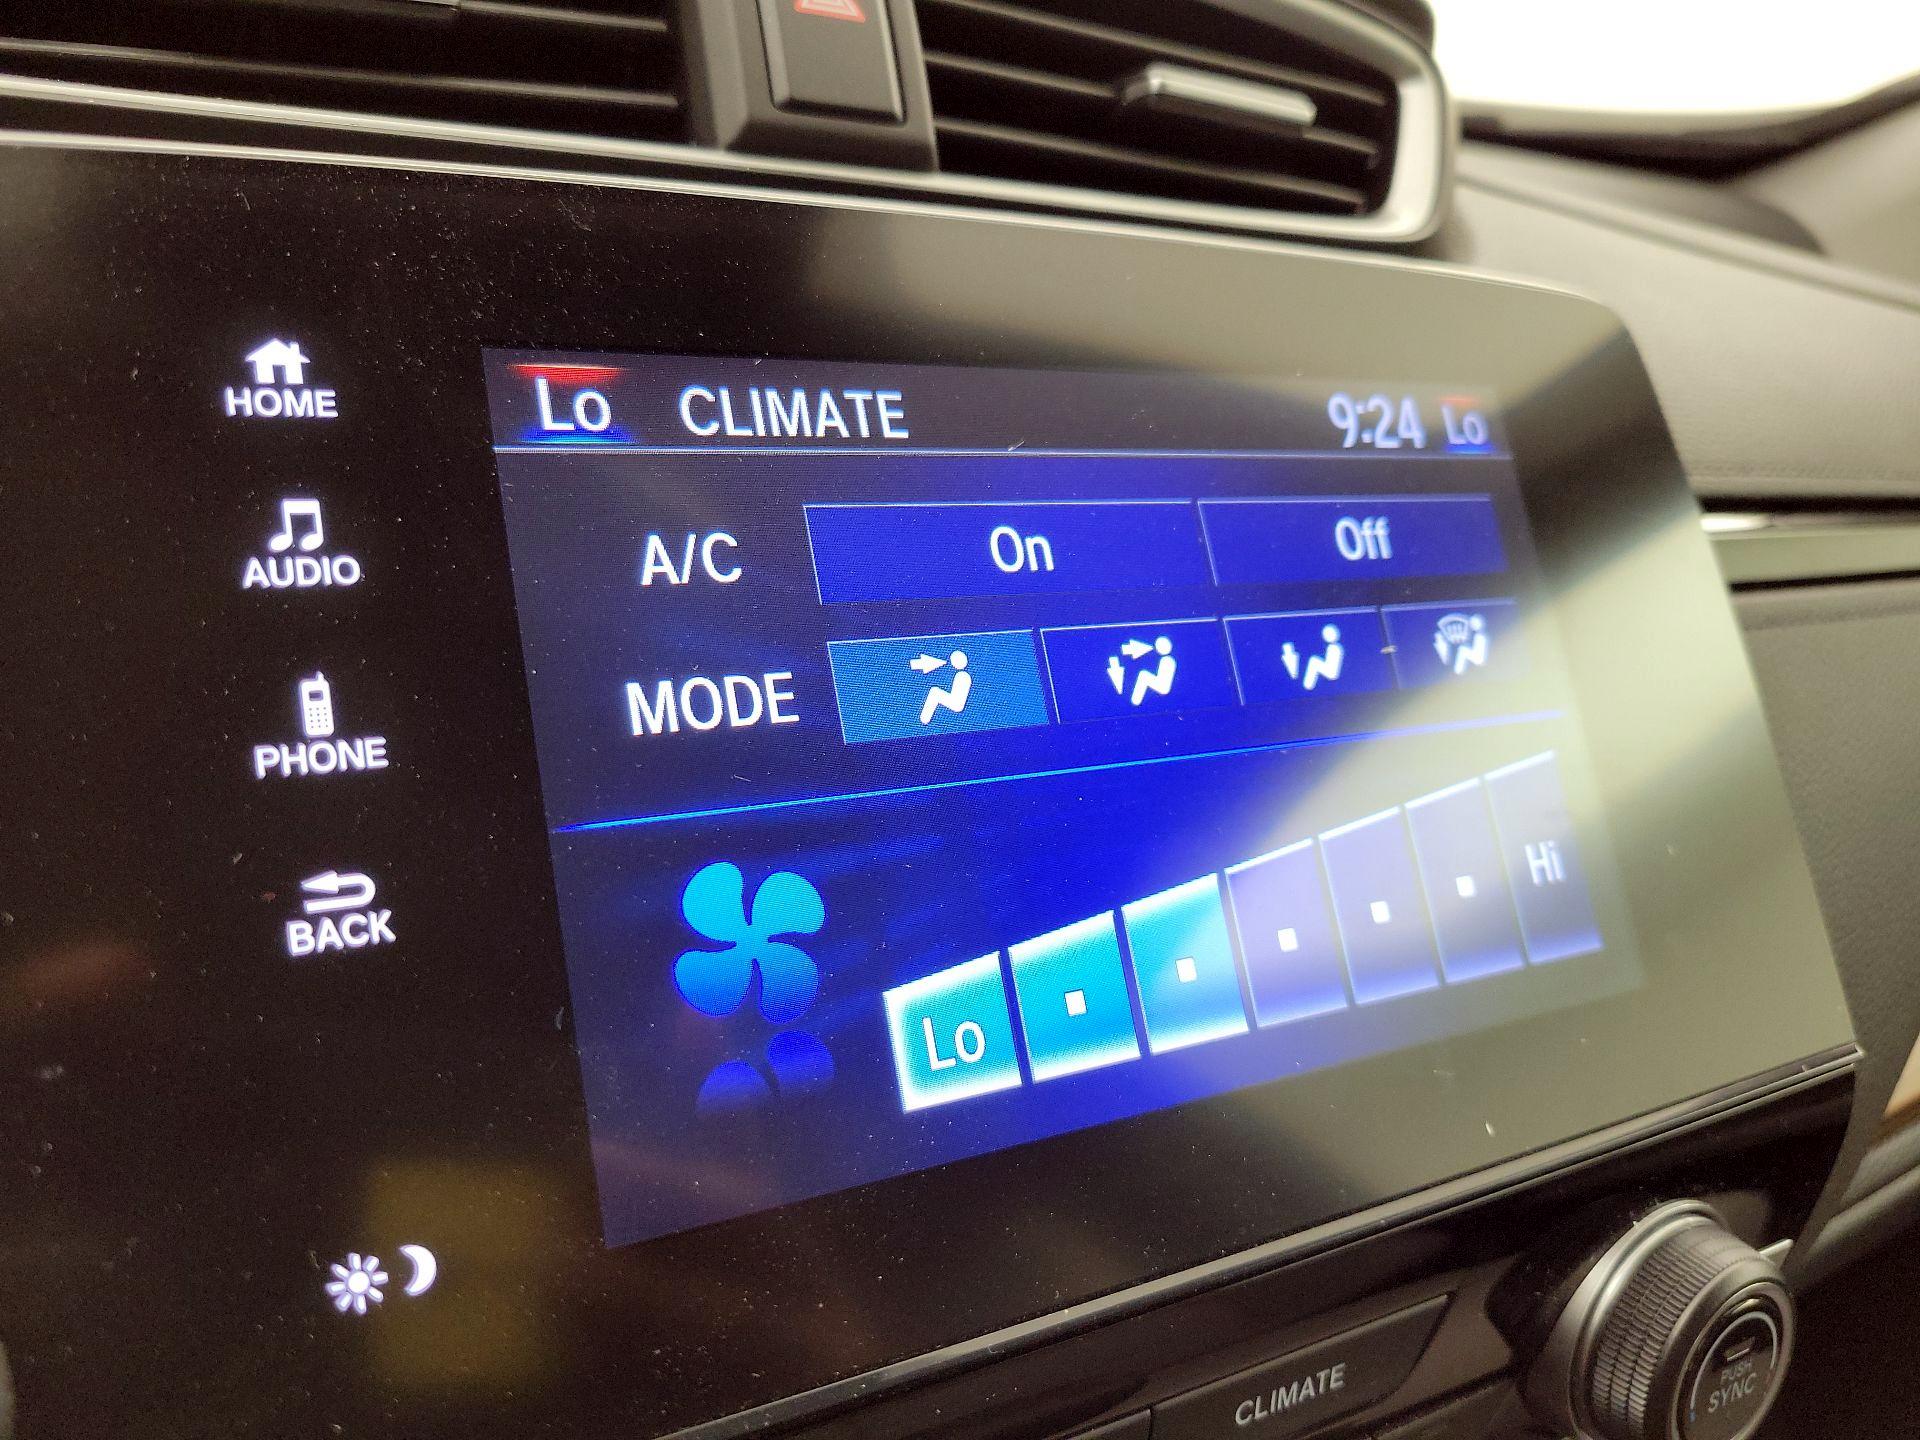 HOME
AUDIO
PHONE
BACK
Lo CLIMATE 9:24 Lo
A/C On Off
MODE
Lo Hi
CLIMATE
PUSH
SYNC